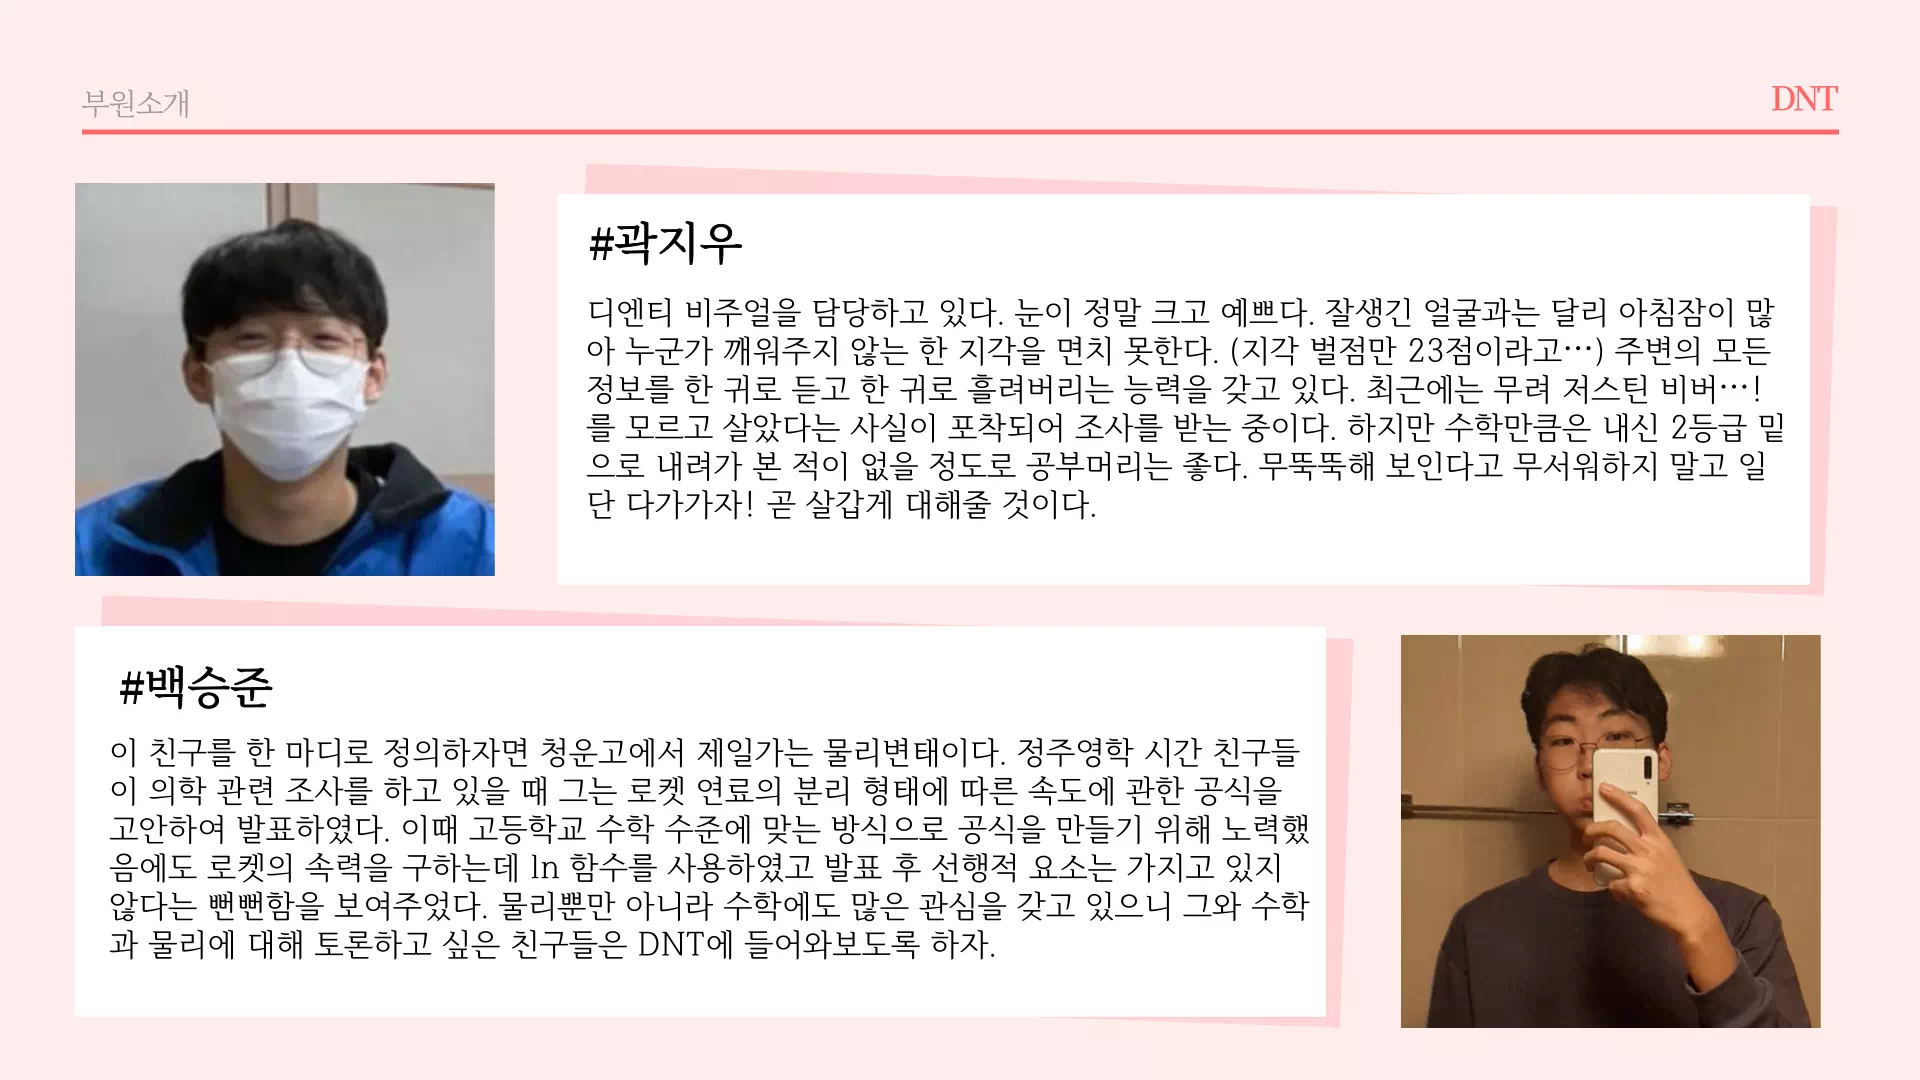 부원소개
DNT
#곽지우
디엔티 비주얼을 담당하고 있다. 눈이 정말 크고 예쁘다. 잘생긴 얼굴과는 달리 아침잠이 많
아 누군가 깨워주지 않는 한 지각을 면치 못한다. (지각 벌점만 23점이라고…) 주변의 모든
정보를 한 귀로 듣고 한 귀로 흘려버리는 능력을 갖고 있다. 최근에는 무려 저스틴 비버…!
를 모르고 살았다는 사실이 포착되어 조사를 받는 중이다. 하지만 수학만큼은 내신 2등급 밑
으로 내려가 본 적이 없을 정도로 공부머리는 좋다. 무뚝뚝해 보인다고 무서워하지 말고 일
단 다가가자! 곧 살갑게 대해줄 것이다.
#백승준
이 친구를 한 마디로 정의하자면 청운고에서 제일가는 물리변태이다. 정주영학 시간 친구들
이 의학 관련 조사를 하고 있을 때 그는 로켓 연료의 분리 형태에 따른 속도에 관한 공식을
고안하여 발표하였다. 이때 고등학교 수학 수준에 맞는 방식으로 공식을 만들기 위해 노력했
음에도 로켓의 속력을 구하는데 ln 함수를 사용하였고 발표 후 선행적 요소는 가지고 있지
않다는 뻔뻔함을 보여주었다. 물리뿐만 아니라 수학에도 많은 관심을 갖고 있으니 그와 수학
과 물리에 대해 토론하고 싶은 친구들은 DNT에 들어와보도록 하자.